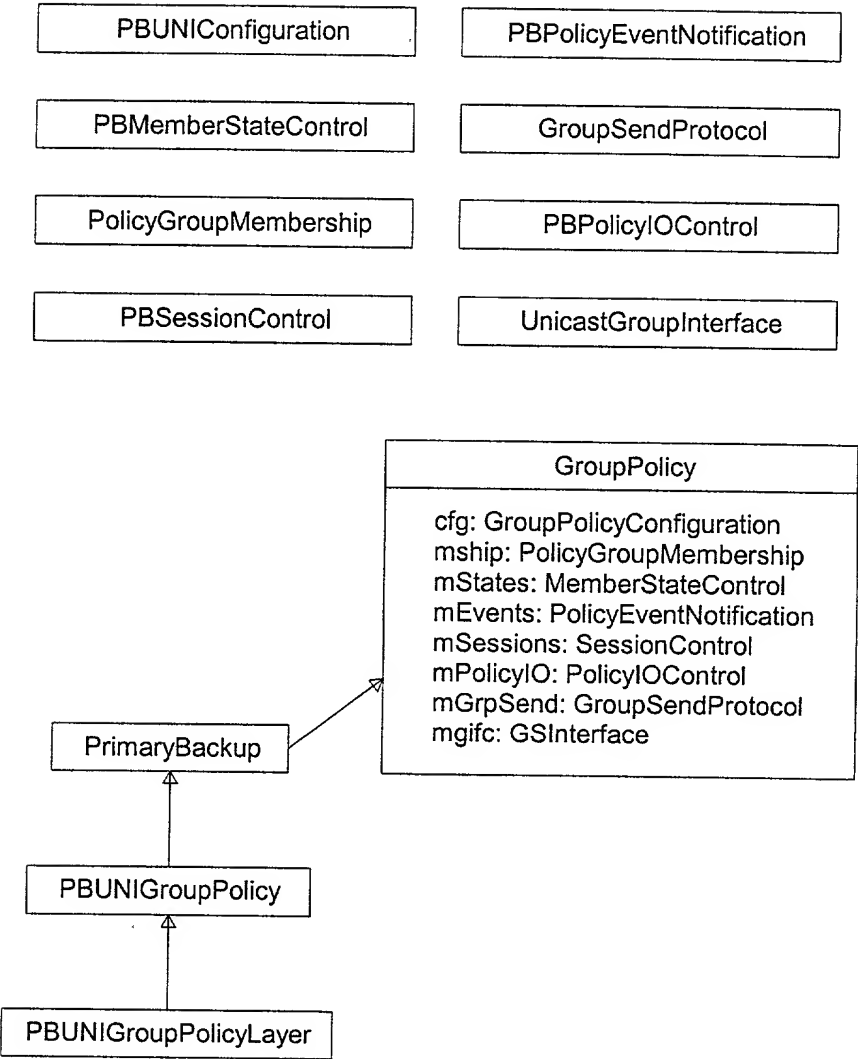 PBUNIConfiguration
PBPolicyEventNotification
PBMemberStateControl
GroupSendProtocol
PolicyGroupMembership
PBPolicyIOControl
PBSessionControl
UnicastGroupInterface
GroupPolicy
cfg: GroupPolicyConfiguration
mship: PolicyGroupMembership
mStates: MemberStateControl
mEvents: PolicyEventNotification
mSessions: SessionControl
mPolicyIO: PolicyIOControl
mGrpSend: GroupSendProtocol
mgifc: GSInterface
PrimaryBackup
PBUNIGroupPolicy
PBUNIGroupPolicyLayer